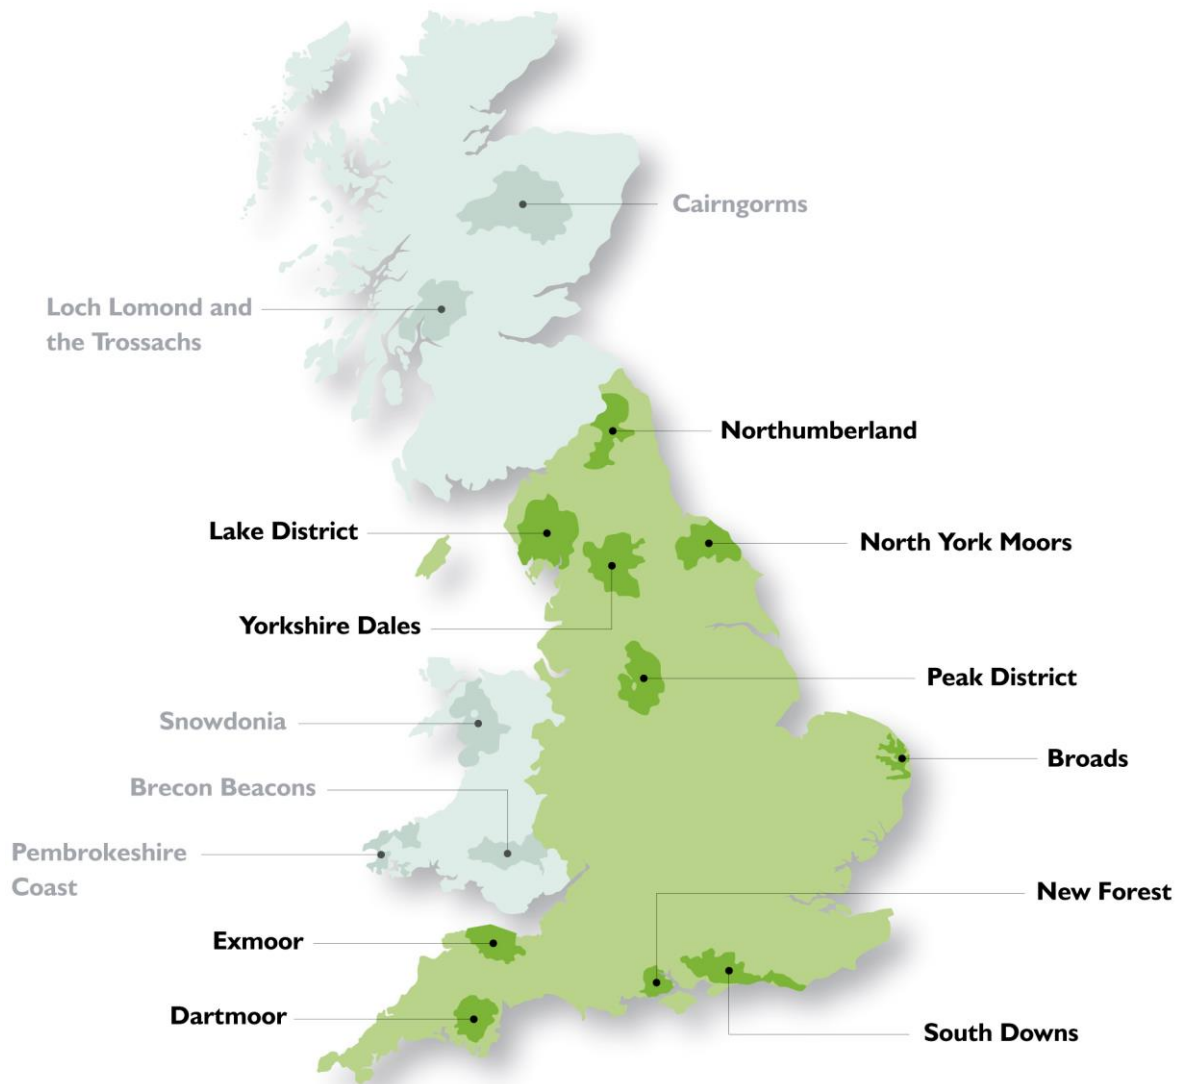 Cairngorms
Loch Lomond and
the Trossachs
Northumberland
Lake District
North York Moors
Yorkshire Dales
Peak District
Snowdonia
Broads
Brecon Beacons
Pembrokeshire
Coast
New Forest
Exmoor
Dartmoor
South Downs